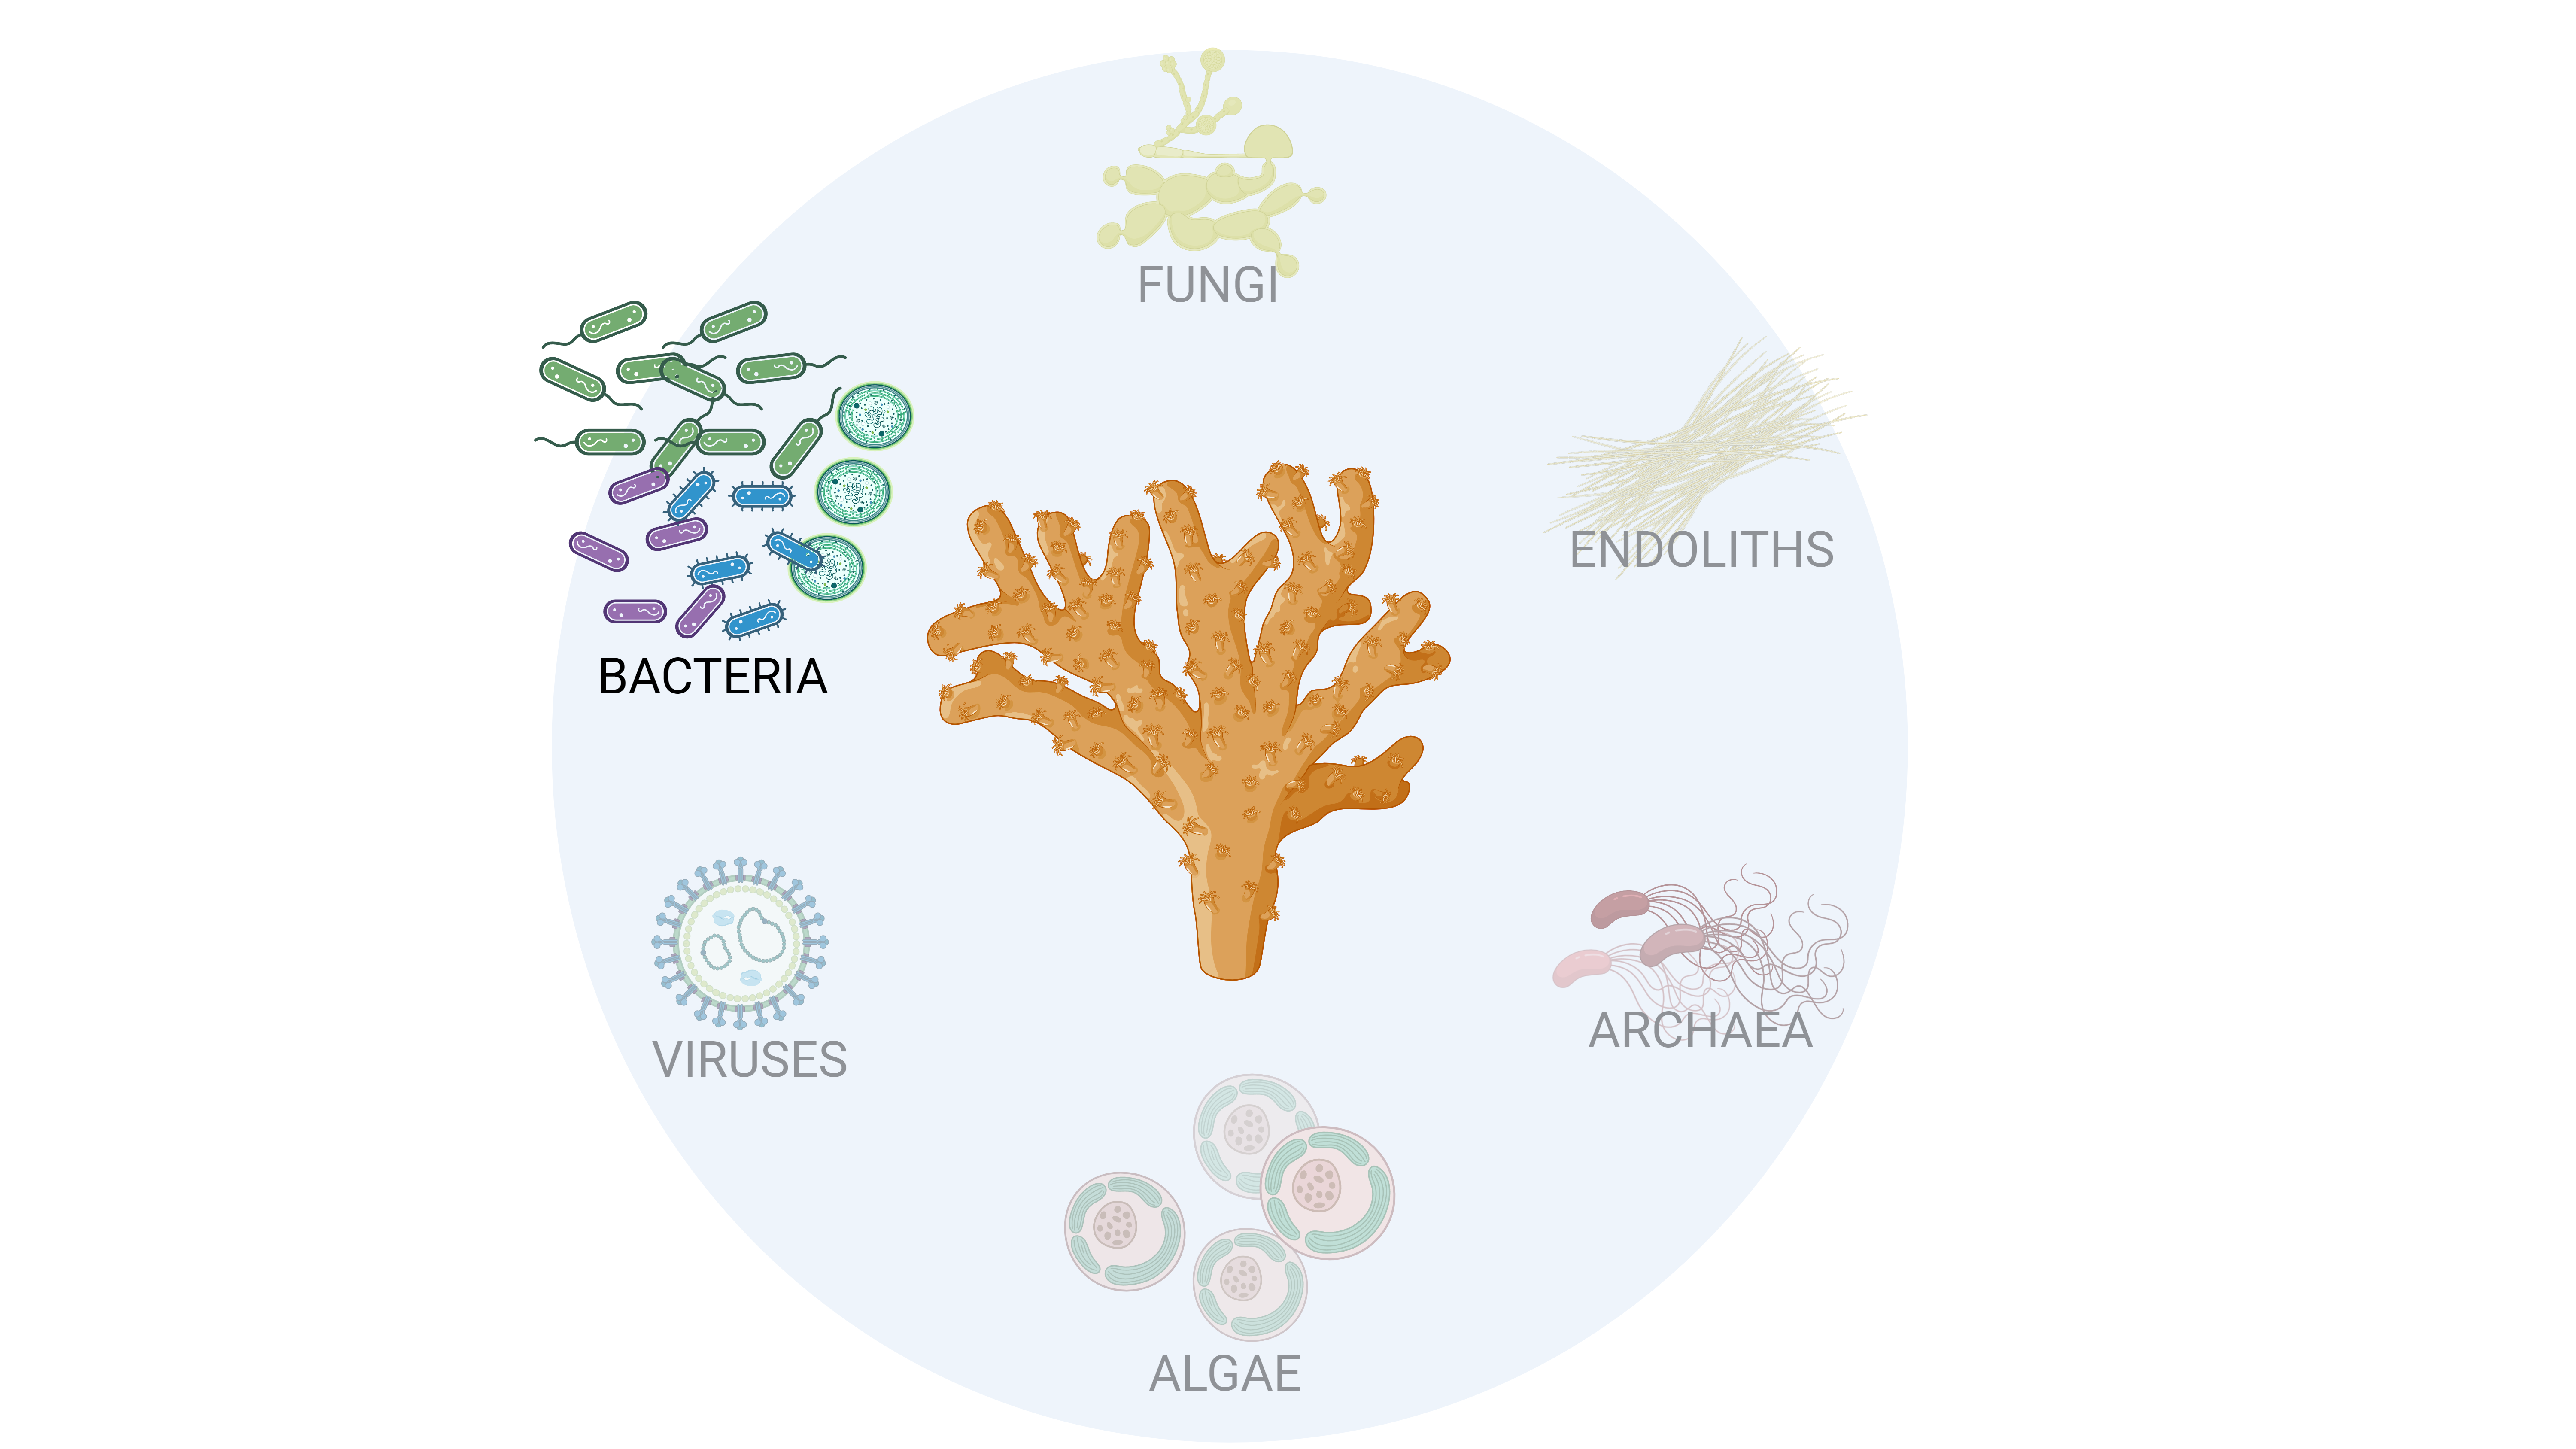 FUNGI
ENDOLITHS
BACTERIA
ARCHAEA
VIRUSES
ALGAE